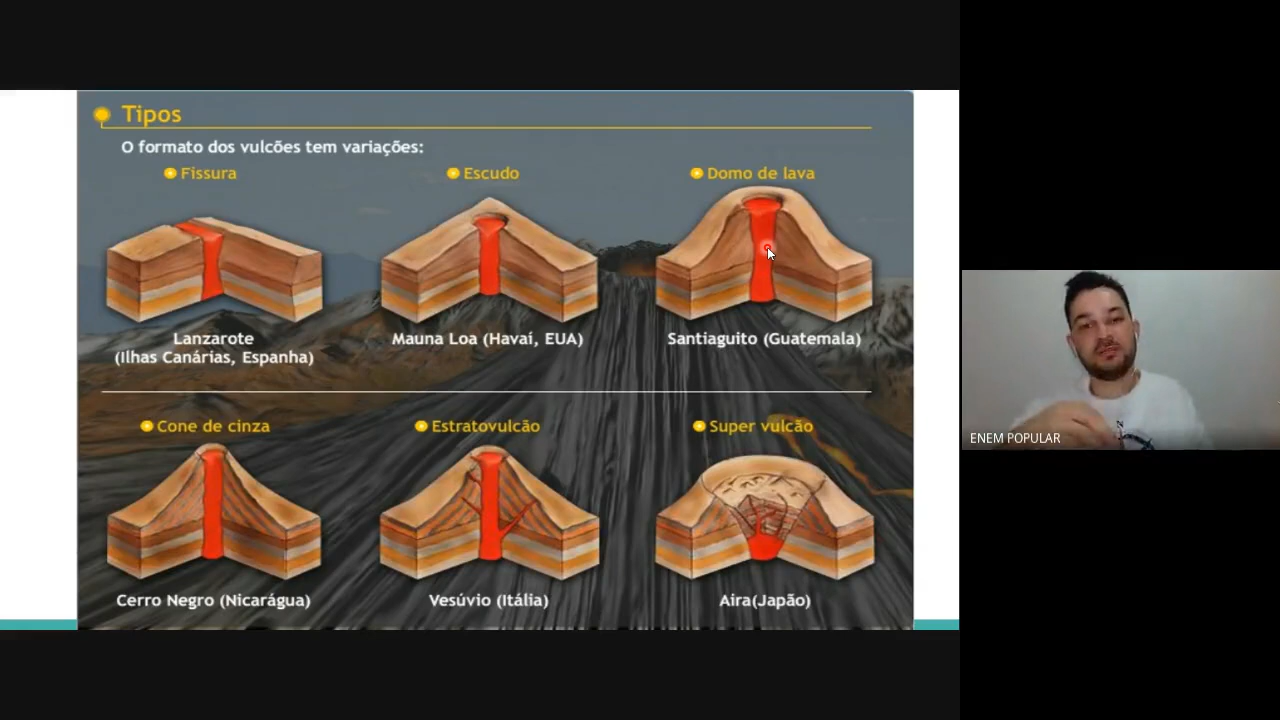 Tipos
O formato dos vulcões tem variações:
Fissura
Escudo
Domo de lava
Lanzarote
(Ilhas Canárias, Espanha)
Mauna Loa (Havaí, EUA)
Santiaguito (Guatemala)
Cone de cinza
Estratovulcão
Super vulcão
Cerro Negro (Nicarágua)
Vesúvio (Itália)
Aira(Japão)
ENEM POPULAR